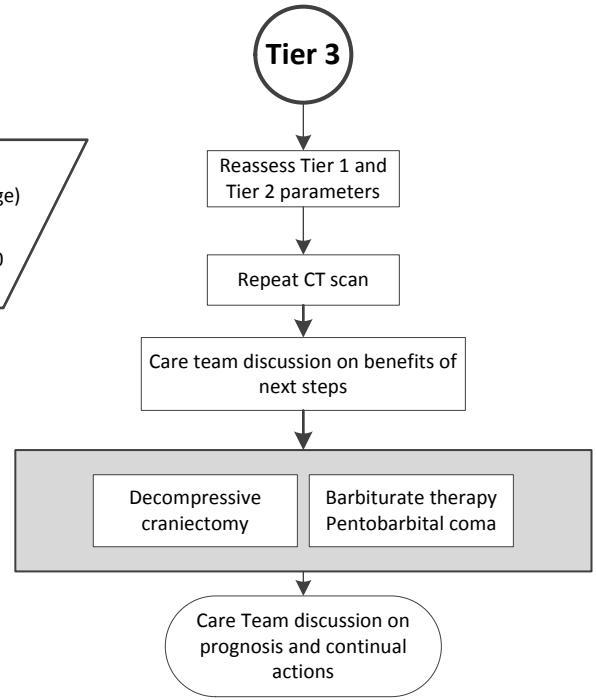 Tier 3
ge)
0
Reassess Tier 1 and
Tier 2 parameters
Repeat CT scan
Care team discussion on benefits of
next steps
Decompressive
craniectomy
Barbiturate therapy
Pentobarbital coma
Care Team discussion on
prognosis and continual
actions